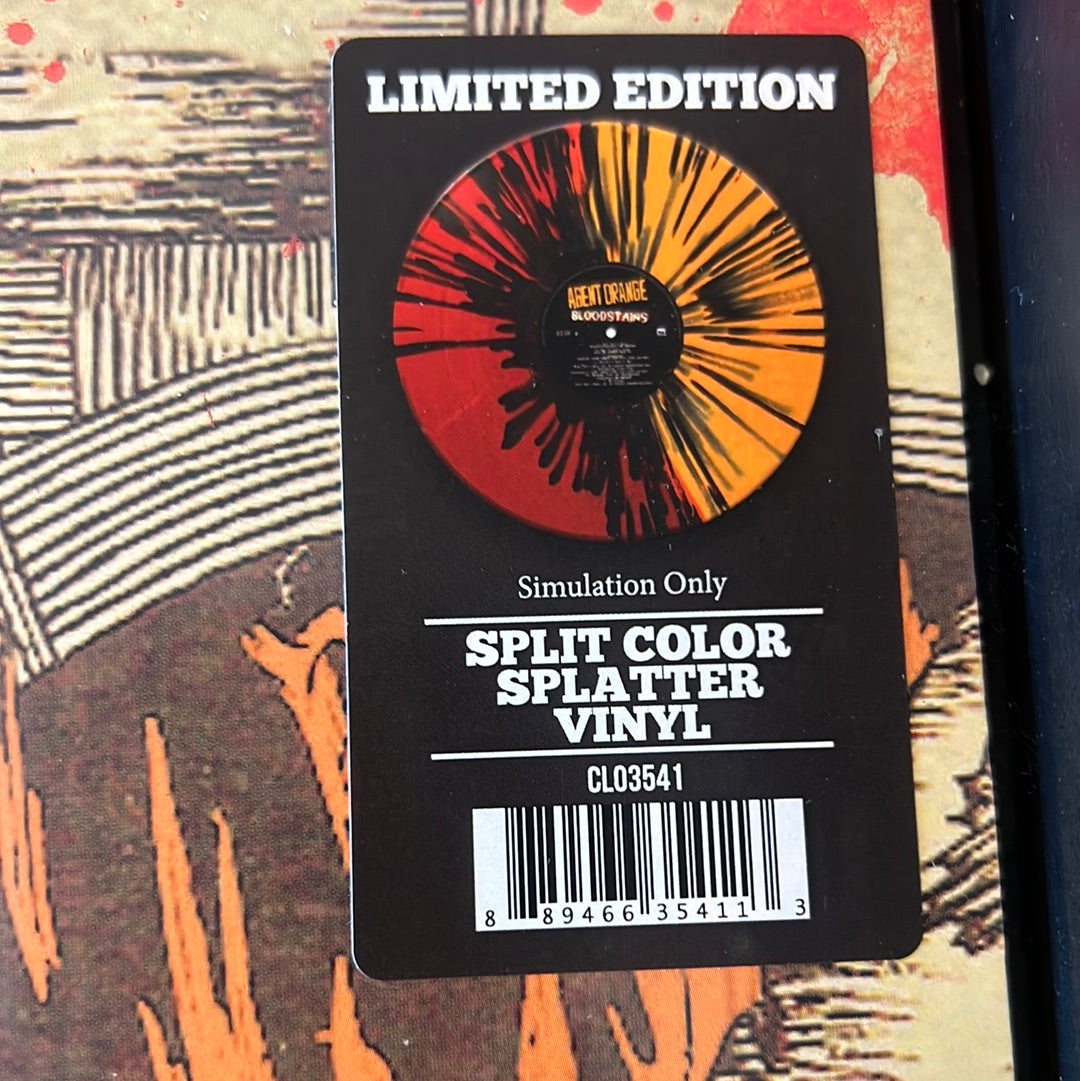 LIMITED EDITION
AGENT ORANGE
BLOODSTAINS
Simulation Only
SPLIT COLOR
SPLATTER
VINYL
CLO3541
8 89466 35411 3